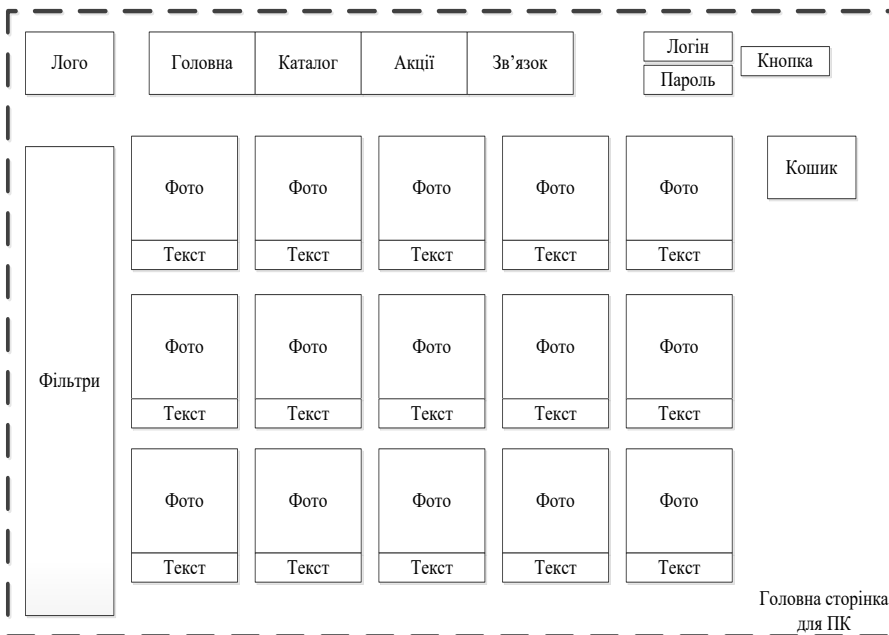 Лого
Головна Каталог Акції Зв’язок
Логін
Пароль
Кнопка
Фото Фото Фото Фото Фото
Текст Текст Текст Текст Текст
Кошик
Фільтри
Фото Фото Фото Фото Фото
Текст Текст Текст Текст Текст
Фото Фото Фото Фото Фото
Текст Текст Текст Текст Текст
Головна сторінка
для ПК